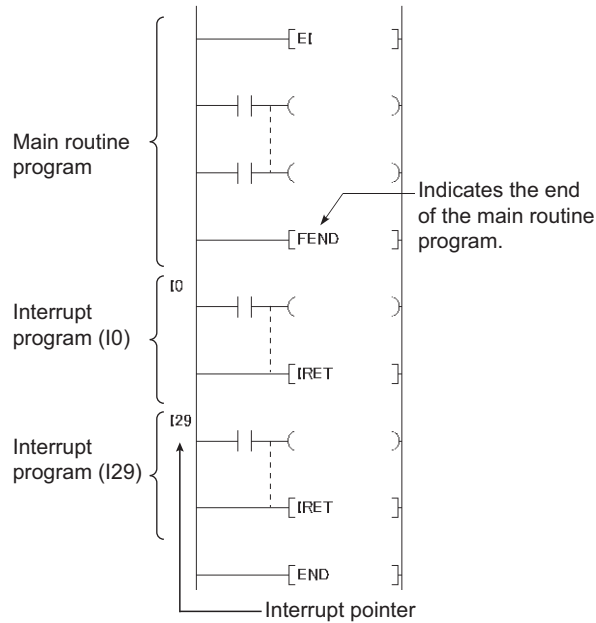 [EI ]
Main routine
program
Indicates the end
of the main routine
program.
[FEND ]
I0
Interrupt
program (I0)
[IRET ]
I29
Interrupt
program (I29)
[IRET ]
[END ]
Interrupt pointer